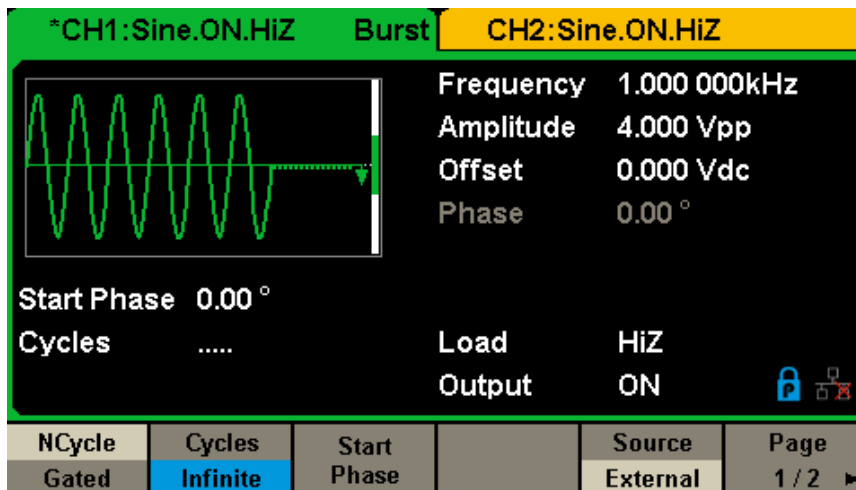 *CH1:Sine.ON.HiZ Burst CH2:Sine.ON.HiZ
Frequency 1.000 000kHz
Amplitude 4.000 Vpp
Offset 0.000 Vdc
Phase 0.00 °
Start Phase 0.00 °
Cycles .....
Load HiZ
Output ON P
NCycle Cycles Start Source Page
Gated Infinite Phase External 1 / 2 ►